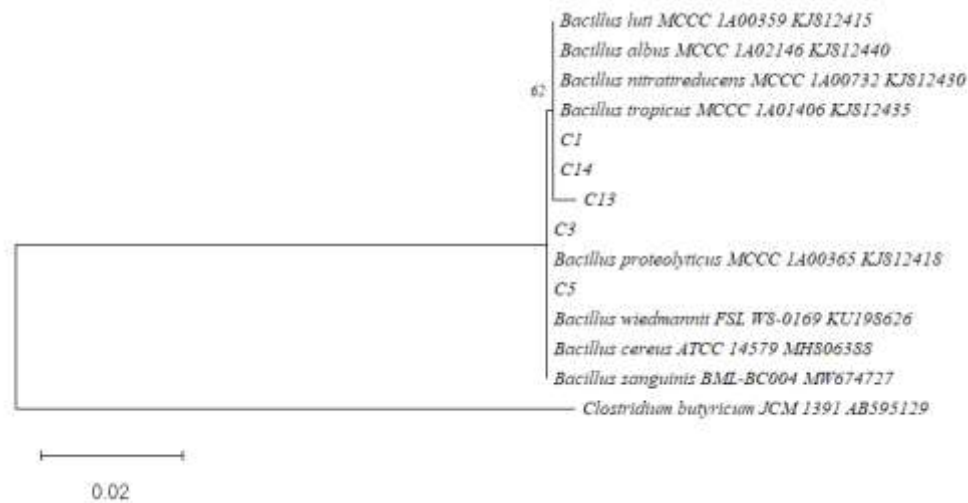 Bacillus luti MCCC 1A00359 KJ812415
Bacillus albus MCCC 1A02146 KJ812440
Bacillus nitratireducens MCCC 1A00732 KJ812430
62
Bacillus tropicus MCCC 1A01406 KJ812435
C1
C14
C13
C3
Bacillus proteolyticus MCCC 1A00365 KJ812418
C5
Bacillus wiedmannii FSL W8-0169 KU198626
Bacillus cereus ATCC 14579 MH806388
Bacillus sanguinis BML-BC004 MW674727
Clostridium butyricum JCM 1391 AB595129
0.02